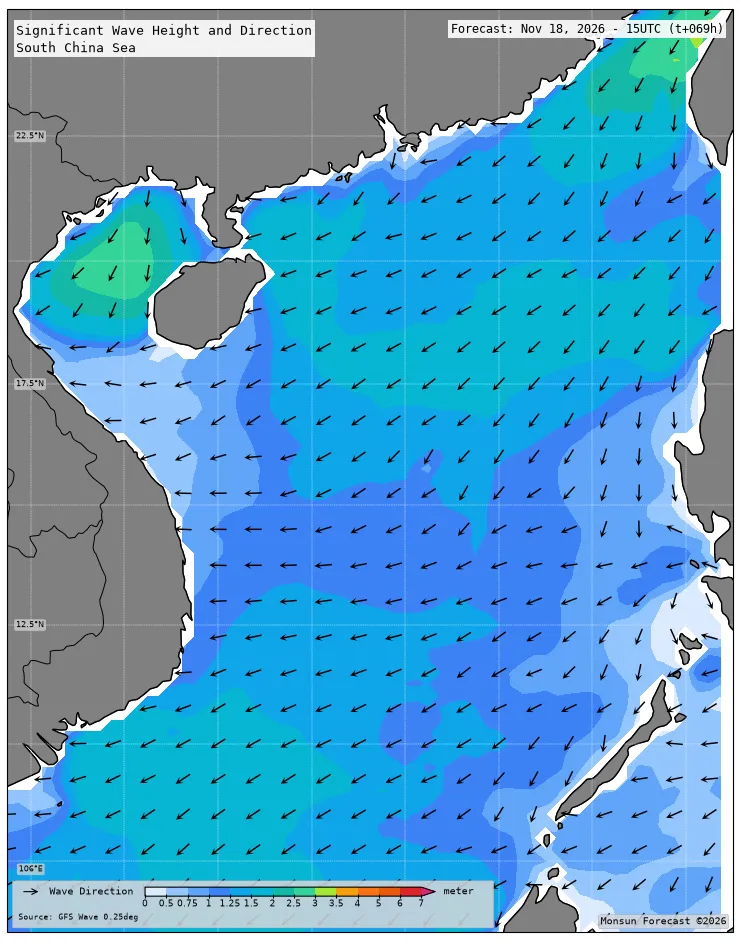 Significant Wave Height and Direction
South China Sea
Forecast: Nov 18, 2026 - 15UTC (t+069h)
22.5°N
17.5°N
12.5°N
106°E
Wave Direction
meter
0 0.5 0.75 1 1.25 1.5 2 2.5 3 3.5 4 5 6 7
Source: GFS Wave 0.25deg
Monsun Forecast ©2026